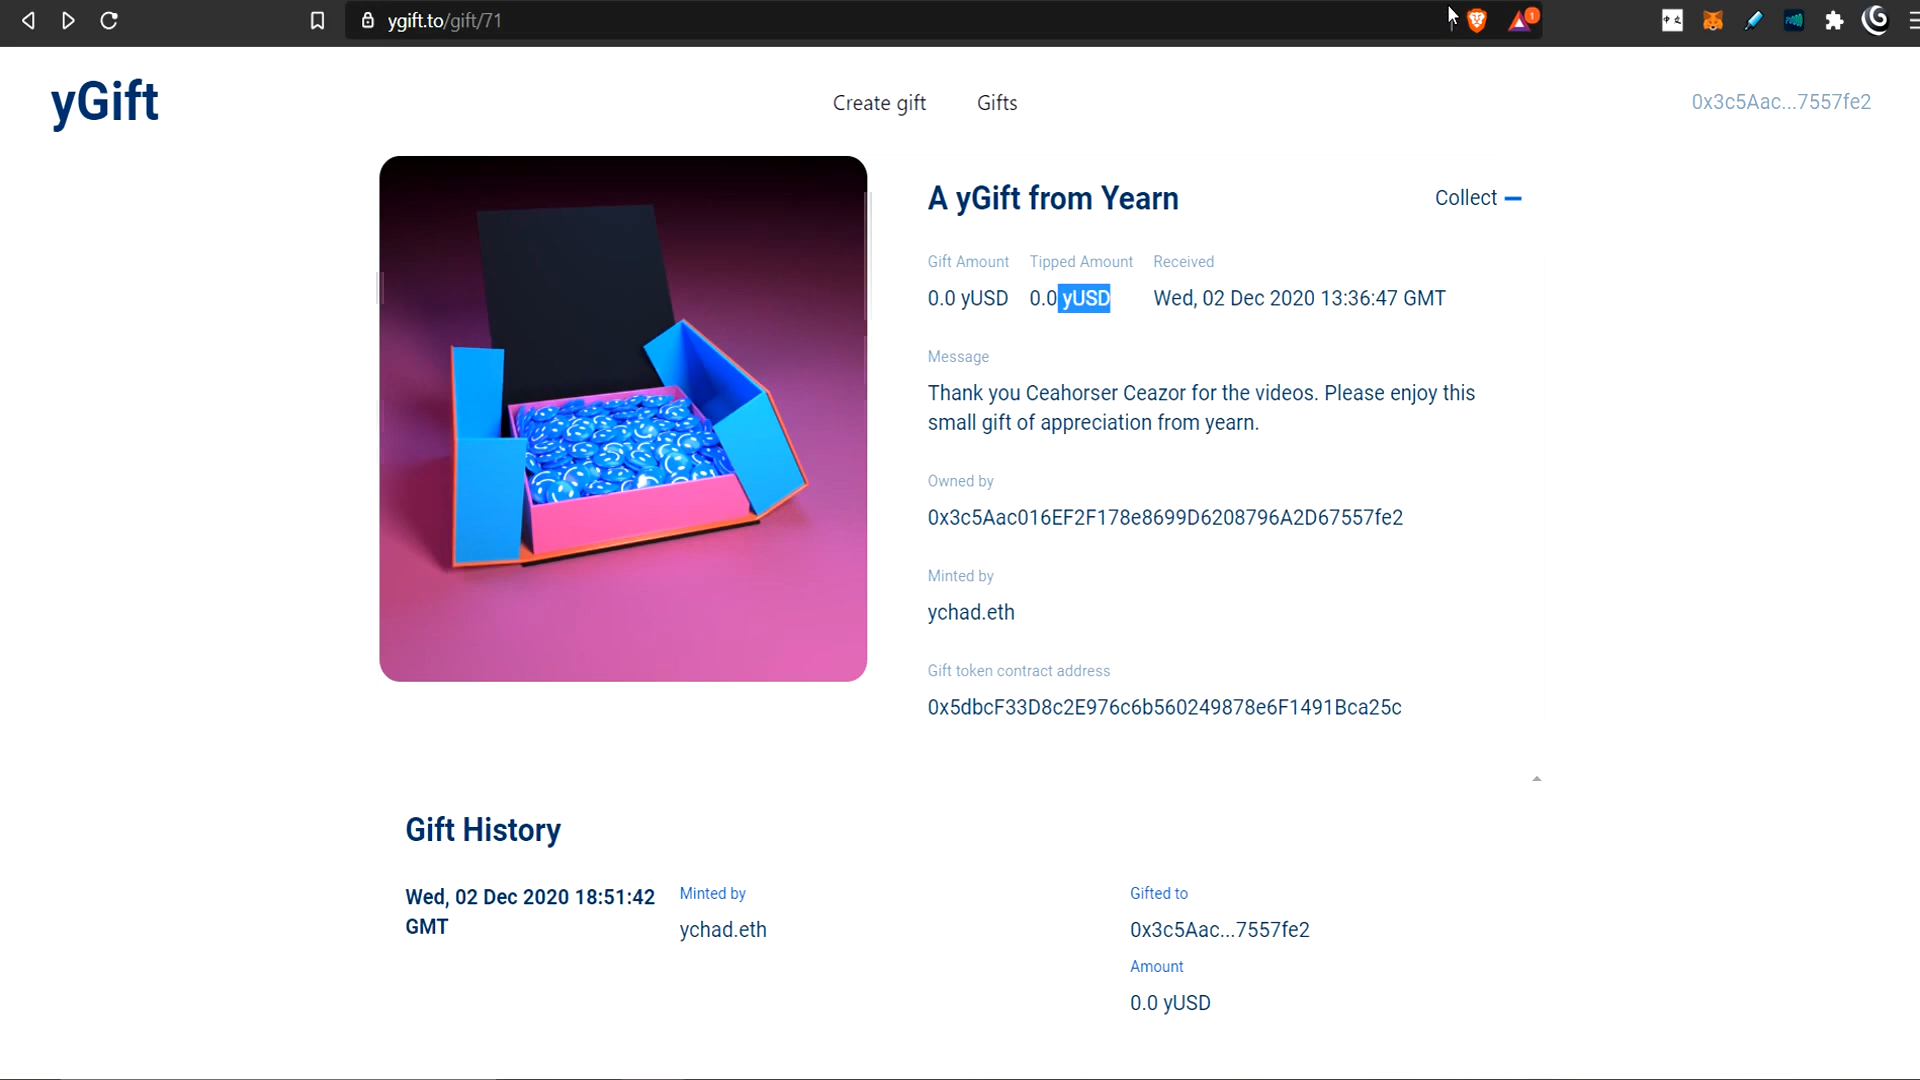 ygift.to/gift/71
1
yGift
Create gift
Gifts
0x3c5Aac...7557fe2
A yGift from Yearn
Collect
Gift Amount Tipped Amount Received
0.0 yUSD 0.0 yUSD Wed, 02 Dec 2020 13:36:47 GMT
Message
Thank you Ceahorser Ceazor for the videos. Please enjoy this
small gift of appreciation from yearn.
Owned by
0x3c5Aac016EF2F178e8699D6208796A2D67557fe2
Minted by
ychad.eth
Gift token contract address
0x5dbcF33D8c2E976c6b560249878e6F1491Bca25c
Gift History
Wed, 02 Dec 2020 18:51:42
GMT
Minted by
ychad.eth
Gifted to
0x3c5Aac...7557fe2
Amount
0.0 yUSD